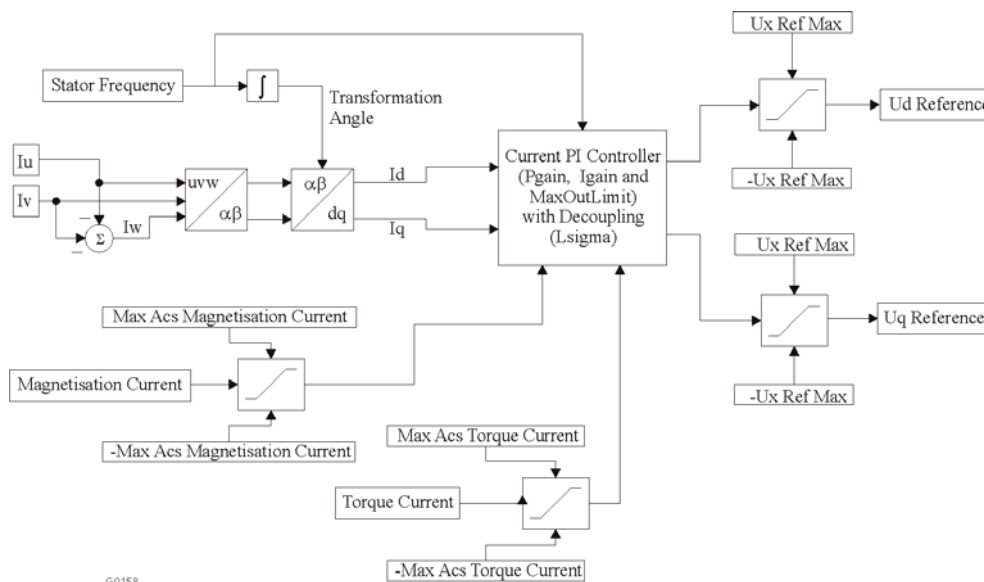 Ux Ref Max
Stator Frequency
∫
Transformation
Angle
Ud Reference
Iu
Iv
uvw
αβ
αβ
dq
Id
Iq
Iw
Σ
–
–
Current PI Controller
(Pgain, Igain and
MaxOutLimit)
with Decoupling
(Lsigma)
-Ux Ref Max
Ux Ref Max
Uq Reference
-Ux Ref Max
Max Acs Magnetisation Current
Magnetisation Current
-Max Acs Magnetisation Current
Max Acs Torque Current
Torque Current
-Max Acs Torque Current
G0158